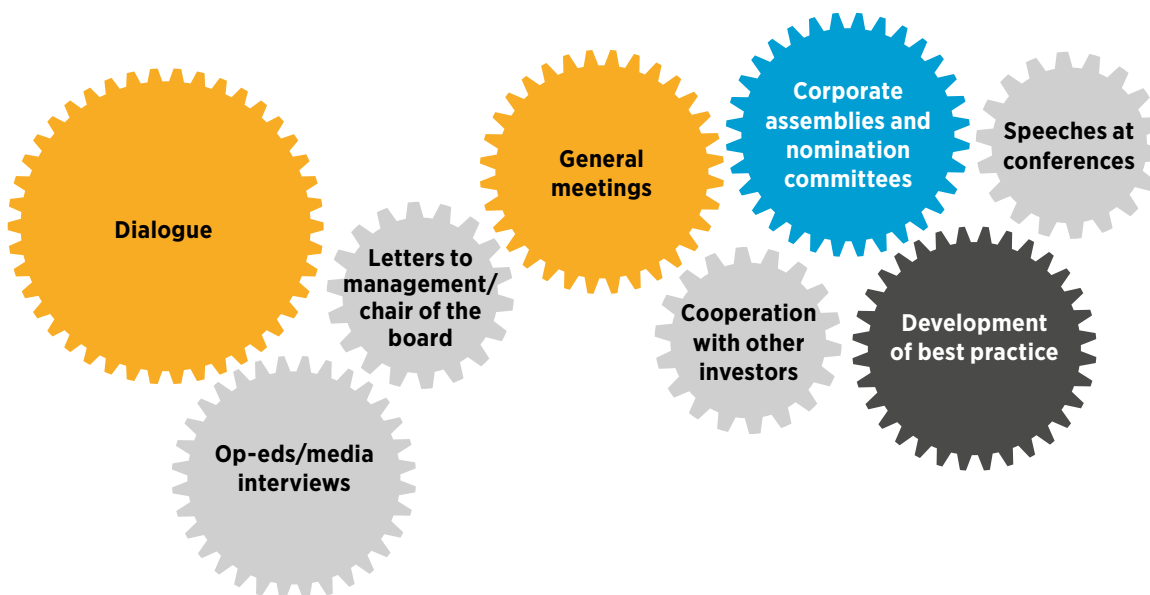 Dialogue
Letters to
management/
chair of the
board
Op-eds/media
interviews
General
meetings
Corporate
assemblies and
nomination
committees
Speeches at
conferences
Cooperation
with other
investors
Development
of best practice